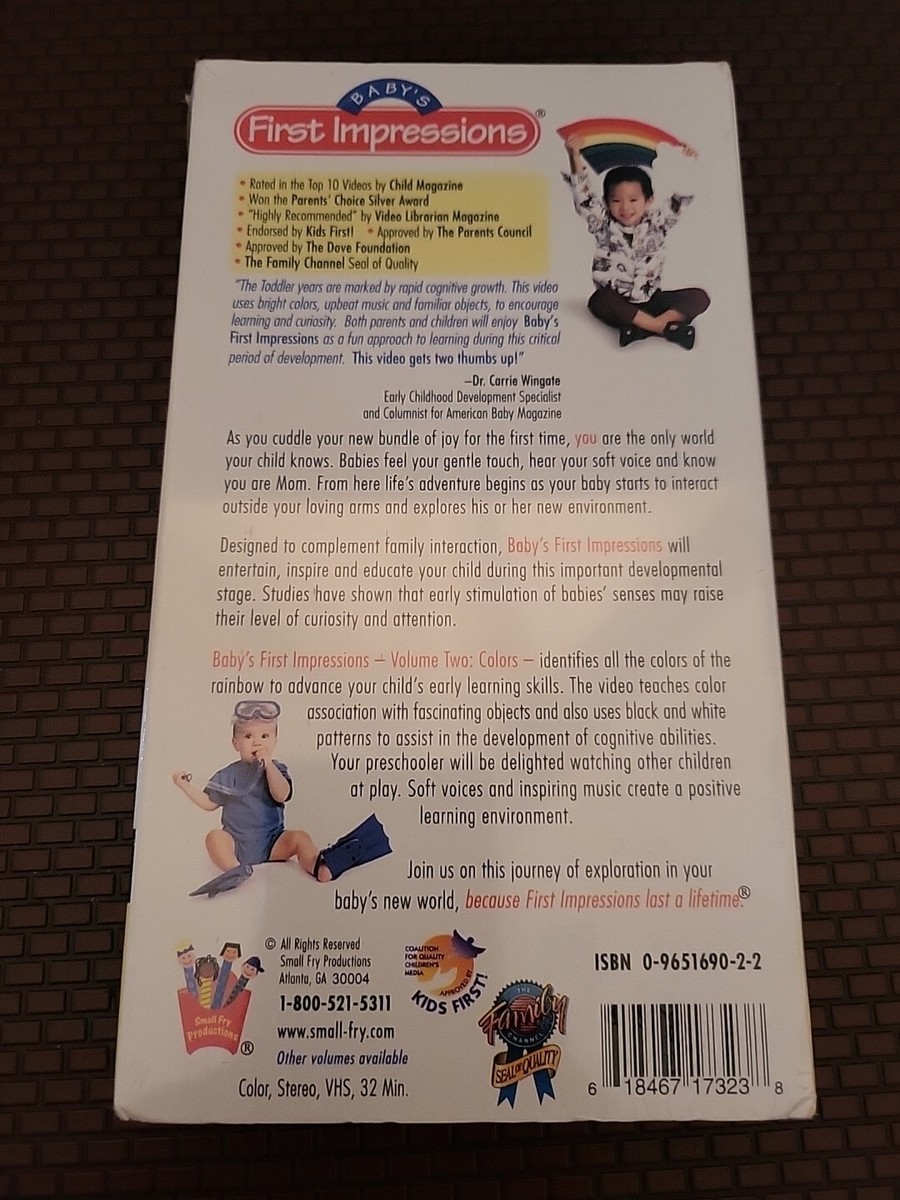 BABY'S
First Impressions®
• Rated in the Top 10 Videos by Child Magazine
• Won the Parents' Choice Silver Award
• "Highly Recommended" by Video Librarian Magazine
• Endorsed by Kids First! • Approved by The Parents Council
• Approved by The Dove Foundation
• The Family Channel Seal of Quality
"The Toddler years are marked by rapid cognitive growth. This video
uses bright colors, upbeat music and familiar objects, to encourage
learning and curiosity. Both parents and children will enjoy Baby's
First Impressions as a fun approach to learning during this critical
period of development. This video gets two thumbs up!"
–Dr. Carrie Wingate
Early Childhood Development Specialist
and Columnist for American Baby Magazine
As you cuddle your new bundle of joy for the first time, you are the only world
your child knows. Babies feel your gentle touch, hear your soft voice and know
you are Mom. From here life's adventure begins as your baby starts to interact
outside your loving arms and explores his or her new environment.
Designed to complement family interaction, Baby's First Impressions will
entertain, inspire and educate your child during this important developmental
stage. Studies have shown that early stimulation of babies' senses may raise
their level of curiosity and attention.
Baby's First Impressions – Volume Two: Colors – identifies all the colors of the
rainbow to advance your child's early learning skills. The video teaches color
association with fascinating objects and also uses black and white
patterns to assist in the development of cognitive abilities.
Your preschooler will be delighted watching other children
at play. Soft voices and inspiring music create a positive
learning environment.
Join us on this journey of exploration in your
baby's new world, because First Impressions last a lifetime.®
Small Fry
Productions
®
© All Rights Reserved
Small Fry Productions
Atlanta, GA 30004
1-800-521-5311
www.small-fry.com
Other volumes available
Color, Stereo, VHS, 32 Min.
COALITION
FOR QUALITY
CHILDREN'S
MEDIA
APPROVED BY
KIDS FIRST!
THE
Family
CHANNEL
SEAL OF QUALITY
ISBN 0-9651690-2-2
6 18467 17323 8